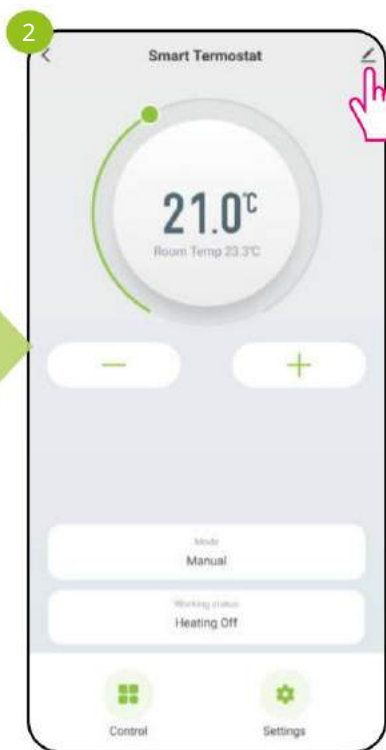 2
Smart Termostat
21.0℃
Room Temp 23.3℃
Mode
Manual
Working status
Heating Off
Control
Settings